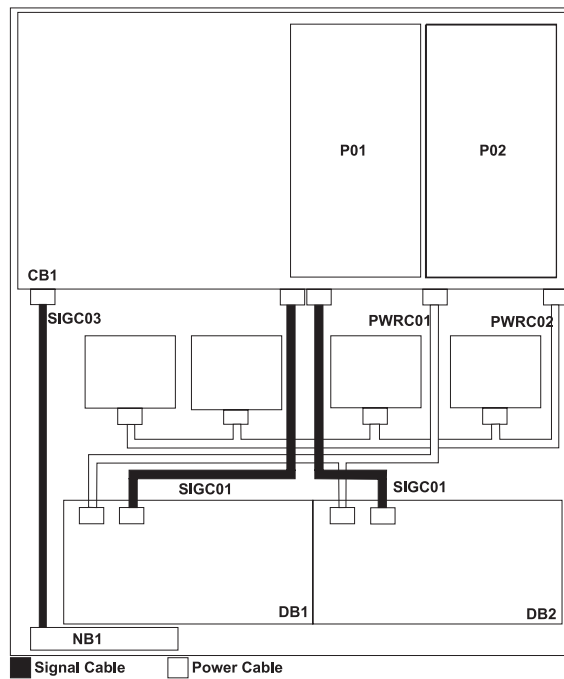 P01
P02
CB1
SIGC03
PWRC01
PWRC02
SIGC01
SIGC01
DB1
DB2
NB1
Signal Cable
Power Cable